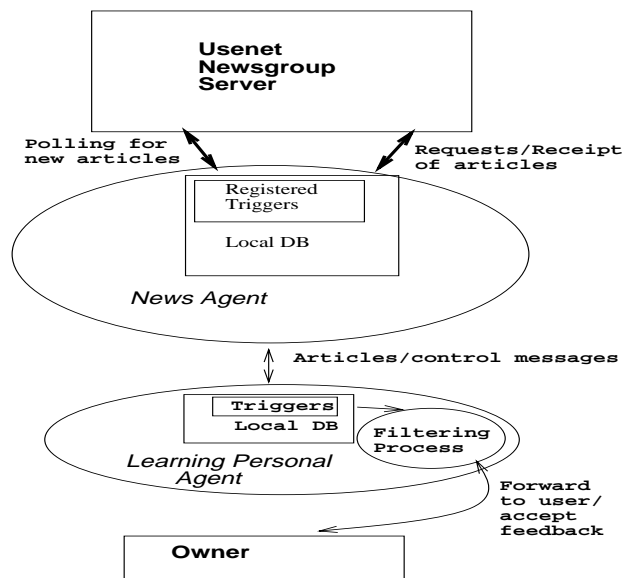 Usenet
Newsgroup
Server
Polling for
new articles
Requests/Receipt
of articles
Registered
Triggers
Local DB
News Agent
Articles/control messages
Triggers
Local DB
Filtering
Process
Learning Personal
Agent
Forward
to user/
accept
feedback
Owner